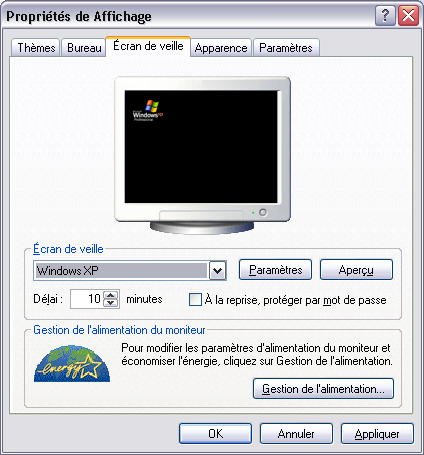 Propriétés de Affichage
Thèmes Bureau Écran de veille Apparence Paramètres
Windows xp
Professional
Écran de veille
Windows XP Paramètres Aperçu
Délai : 10 minutes À la reprise, protéger par mot de passe
Gestion de l'alimentation du moniteur
Pour modifier les paramètres d'alimentation du moniteur et
économiser l'énergie, cliquez sur Gestion de l'alimentation.
energy
Gestion de l'alimentation...
OK Annuler Appliquer